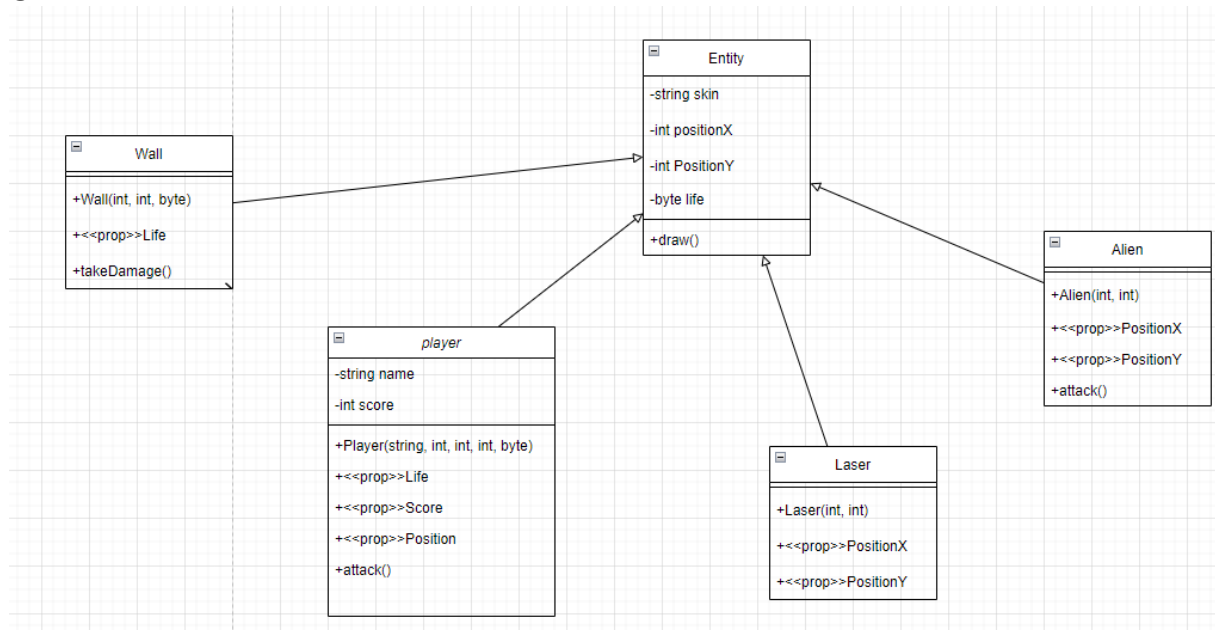 Entity
-string skin
-int positionX
-int PositionY
-byte life
+draw()
Wall
+Wall(int, int, byte)
+<<prop>>Life
+takeDamage()
player
-string name
-int score
+Player(string, int, int, int, byte)
+<<prop>>Life
+<<prop>>Score
+<<prop>>Position
+attack()
Laser
+Laser(int, int)
+<<prop>>PositionX
+<<prop>>PositionY
Alien
+Alien(int, int)
+<<prop>>PositionX
+<<prop>>PositionY
+attack()